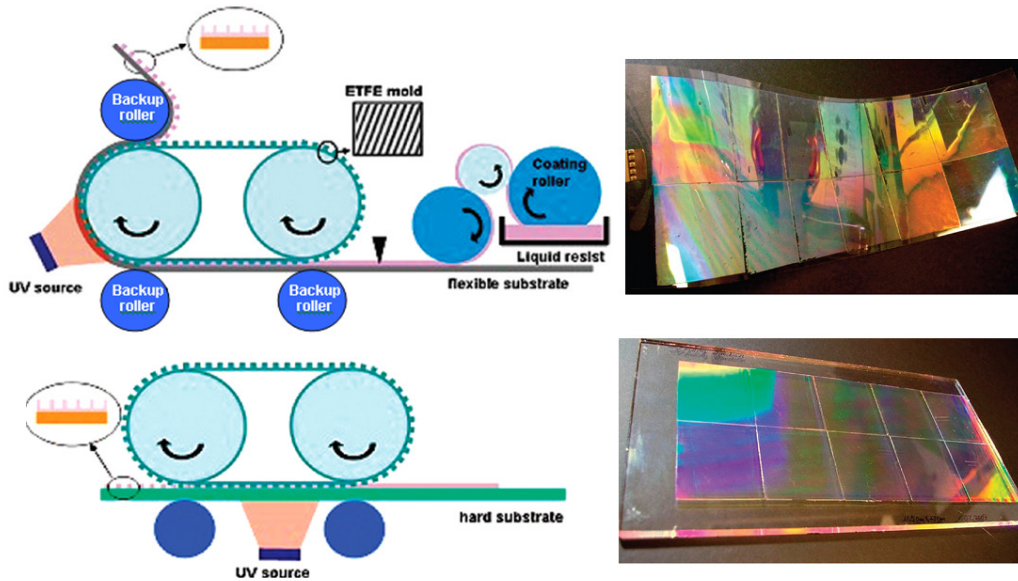 Backup
roller
ETFE mold
Coating
roller
Liquid resist
UV source
Backup
roller
Backup
roller
flexible substrate
hard substrate
UV source